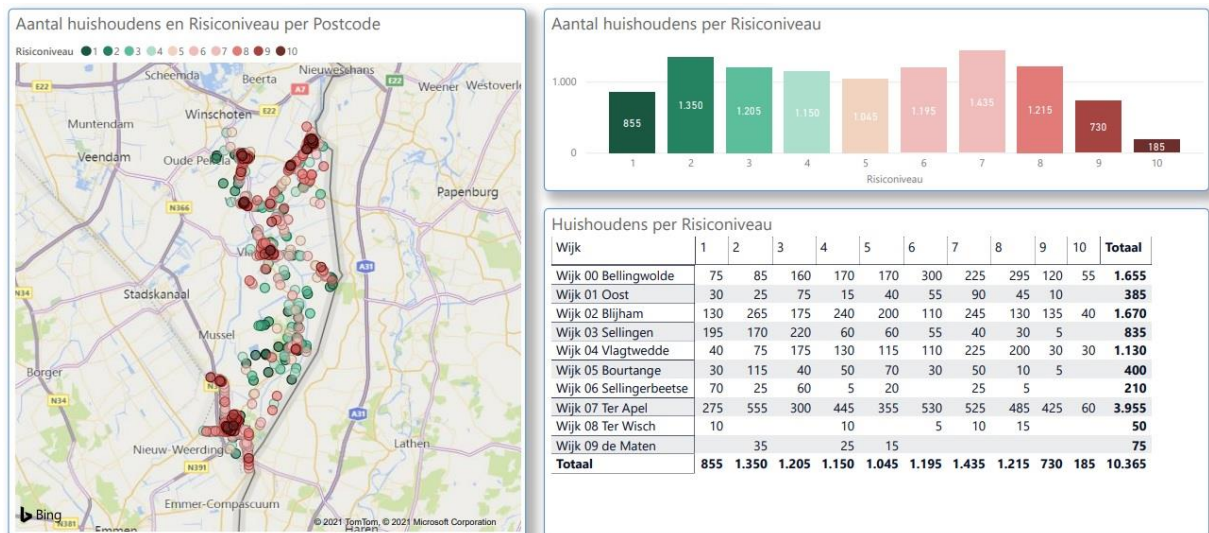 Aantal huishoudens en Risiconiveau per Postcode
Risiconiveau 1 2 3 4 5 6 7 8 9 10
Scheemda
Beerta
Nieuweschans
E22
A7
E22
Weener
Westoverle
Winschoten
E22
Muntendam
Veendam
Oude Pekela
Papenburg
N366
A31
N33
N34
Stadskanaal
Mussel
Borger
N34
A31
Lathen
Nieuw-Weerding
N391
Emmer-Compascuum
Bing
N381
Emmen
Haren
© 2021 TomTom, © 2021 Microsoft Corporation
Aantal huishoudens per Risiconiveau
1.000
0
855
1.350
1.205
1.150
1.045
1.195
1.435
1.215
730
185
1 2 3 4 5 6 7 8 9 10
Risiconiveau
Huishoudens per Risiconiveau
Wijk 1 2 3 4 5 6 7 8 9 10 Totaal
Wijk 00 Bellingwolde 75 85 160 170 170 300 225 295 120 55 1.655
Wijk 01 Oost 30 25 75 15 40 55 90 45 10 385
Wijk 02 Blijham 130 265 175 240 200 110 245 130 135 40 1.670
Wijk 03 Sellingen 195 170 220 60 60 55 40 30 5 835
Wijk 04 Vlagtwedde 40 75 175 130 115 110 225 200 30 30 1.130
Wijk 05 Bourtange 30 115 40 50 70 30 50 10 5 400
Wijk 06 Sellingerbeetse 70 25 60 5 20 25 5 210
Wijk 07 Ter Apel 275 555 300 445 355 530 525 485 425 60 3.955
Wijk 08 Ter Wisch 10 10 5 10 15 50
Wijk 09 de Maten 35 25 15 75
Totaal 855 1.350 1.205 1.150 1.045 1.195 1.435 1.215 730 185 10.365